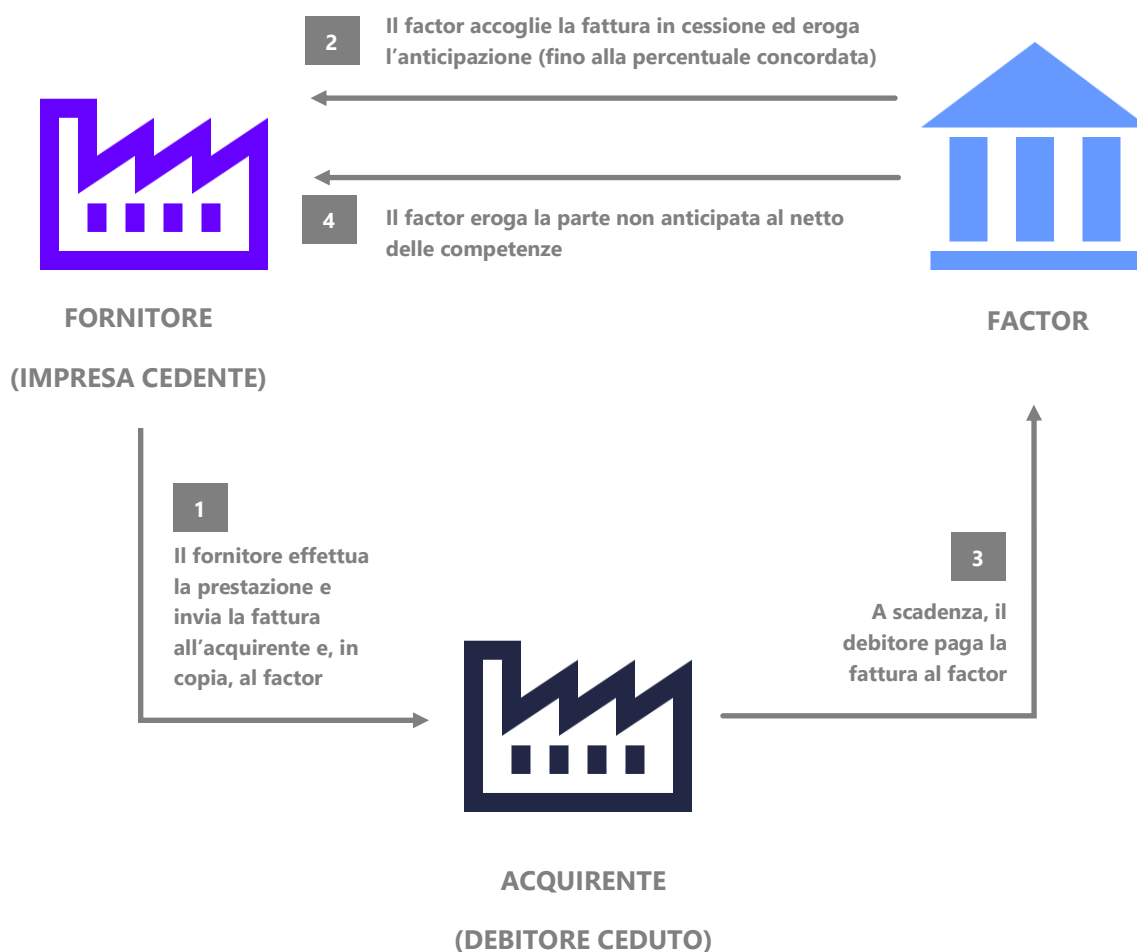 2
Il factor accoglie la fattura in cessione ed eroga
l’anticipazione (fino alla percentuale concordata)
4
Il factor eroga la parte non anticipata al netto
delle competenze
FORNITORE
(IMPRESA CEDENTE)
FACTOR
1
Il fornitore effettua
la prestazione e
invia la fattura
all’acquirente e, in
copia, al factor
3
A scadenza, il
debitore paga la
fattura al factor
ACQUIRENTE
(DEBITORE CEDUTO)